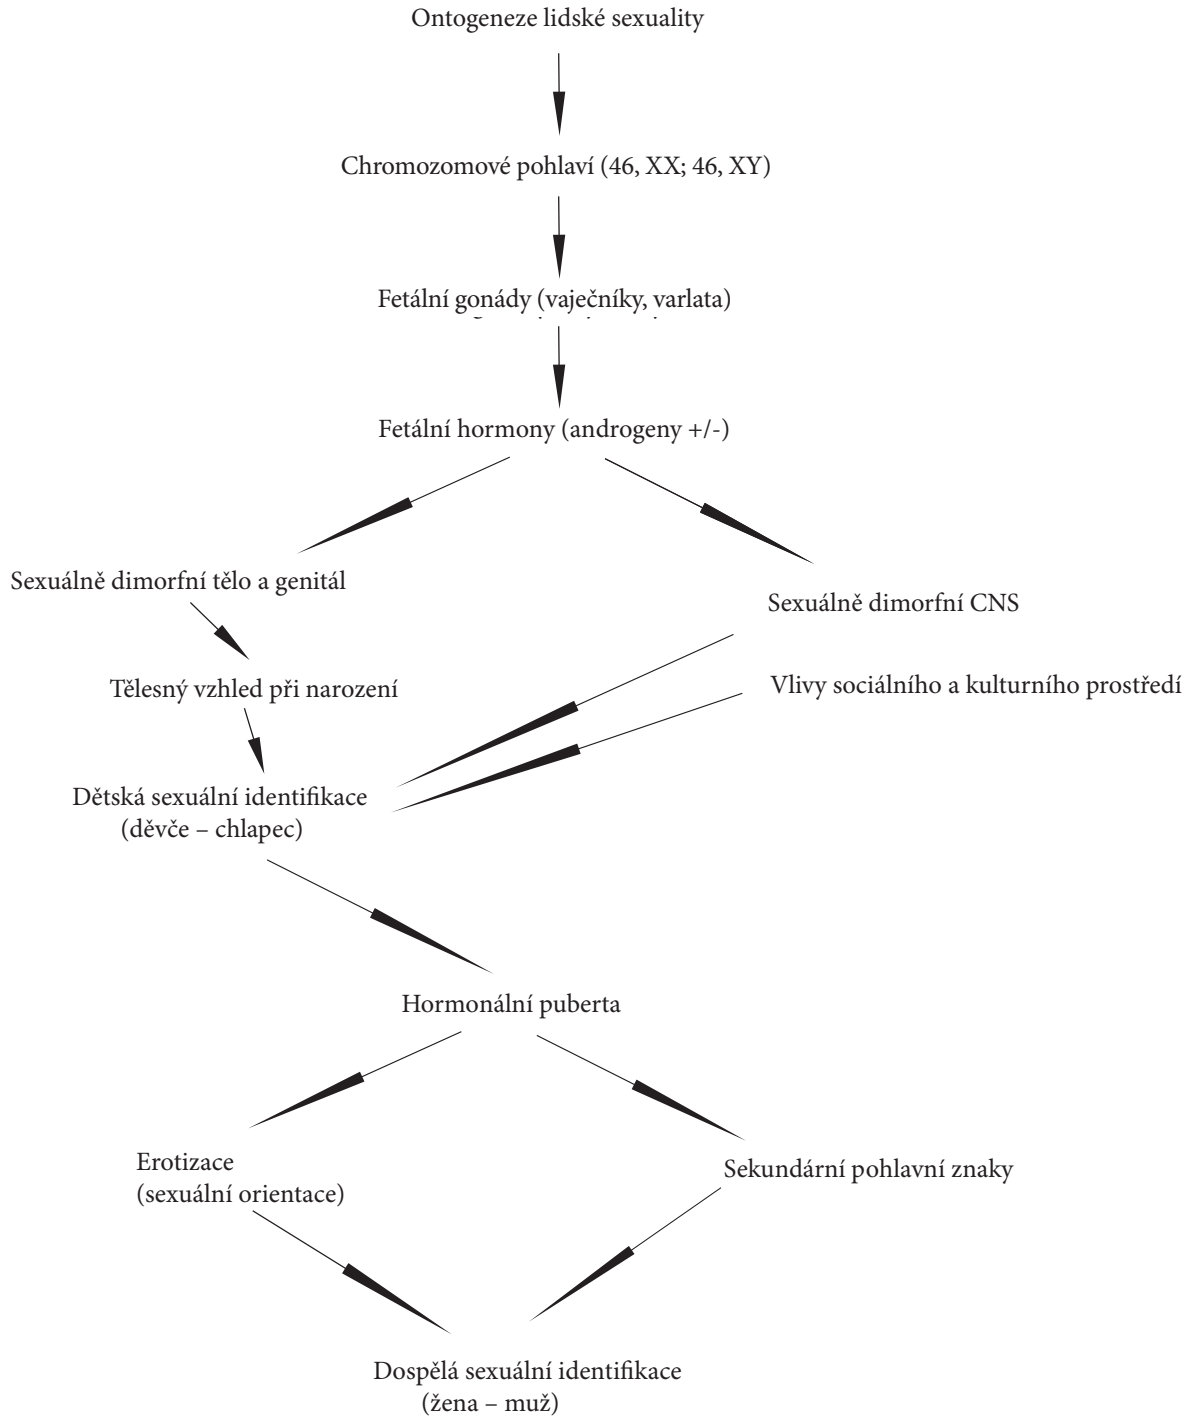 Ontogeneze lidské sexuality
Chromozomové pohlaví (46, XX; 46, XY)
Fetální gonády (vaječníky, varlata)
Fetální hormony (androgeny +/-)
Sexuálně dimorfní tělo a genitál
Sexuálně dimorfní CNS
Tělesný vzhled při narození
Vlivy sociálního a kulturního prostředí
Dětská sexuální identifikace
(děvče – chlapec)
Hormonální puberta
Erotizace
(sexuální orientace)
Sekundární pohlavní znaky
Dospělá sexuální identifikace
(žena – muž)